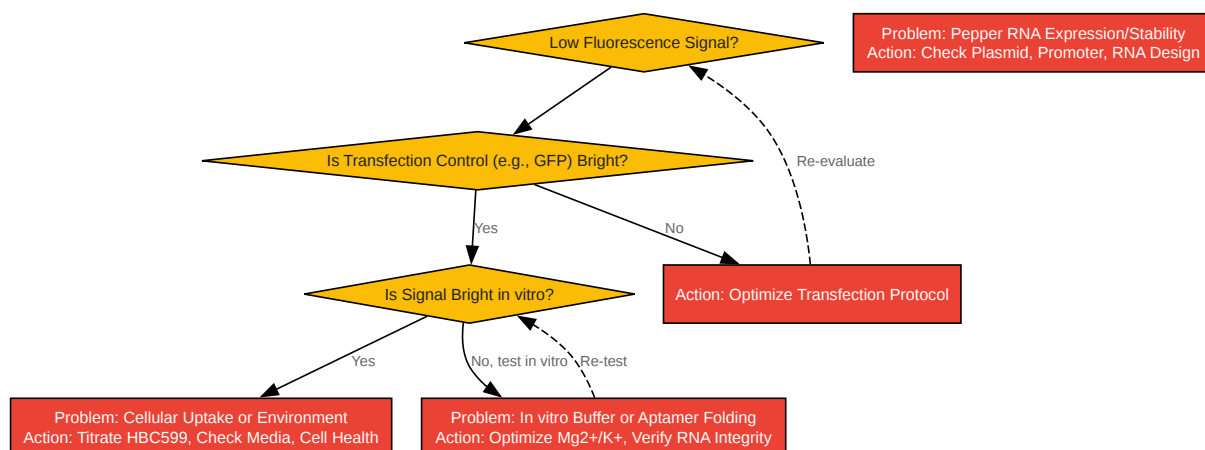 Low Fluorescence Signal?
Problem: Pepper RNA Expression/Stability
Action: Check Plasmid, Promoter, RNA Design
Is Transfection Control (e.g., GFP) Bright?
Re-evaluate
Yes
No
Is Signal Bright in vitro?
Action: Optimize Transfection Protocol
Yes
No, test in vitro
Re-test
Problem: Cellular Uptake or Environment
Action: Titrate HBC599, Check Media, Cell Health
Problem: In vitro Buffer or Aptamer Folding
Action: Optimize Mg2+/K+, Verify RNA Integrity